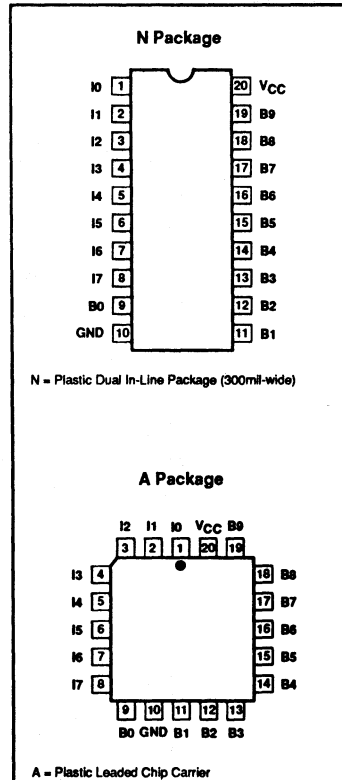 N Package
I0 1 20 VCC
I1 2 19 B9
I2 3 18 B8
I3 4 17 B7
I4 5 16 B6
I5 6 15 B5
I6 7 14 B4
I7 8 13 B3
B0 9 12 B2
GND 10 11 B1
N = Plastic Dual In-Line Package (300mil-wide)
A Package
I2 I1 I0 VCC B9
3 2 1 20 19
I3 4 18 B8
I4 5 17 B7
I5 6 16 B6
I6 7 15 B5
I7 8 14 B4
9 10 11 12 13
B0 GND B1 B2 B3
A = Plastic Leaded Chip Carrier